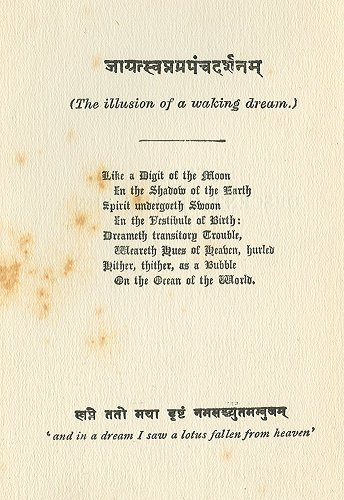 जाग्रत्स्वप्नप्रपंचदर्शनम्
(The illusion of a waking dream.)
Like a Digit of the Moon
In the Shadow of the Earth
Spirit undergoeth Swoon
In the Vestibule of Birth:
Dreameth transitory Trouble,
Weareth Hues of Heaven, hurled
Hither, thither, as a Bubble
On the Ocean of the World.
स्वप्ने ततो मया दृष्टं नभसश्च्युतमम्बुजम्
'and in a dream I saw a lotus fallen from heaven'